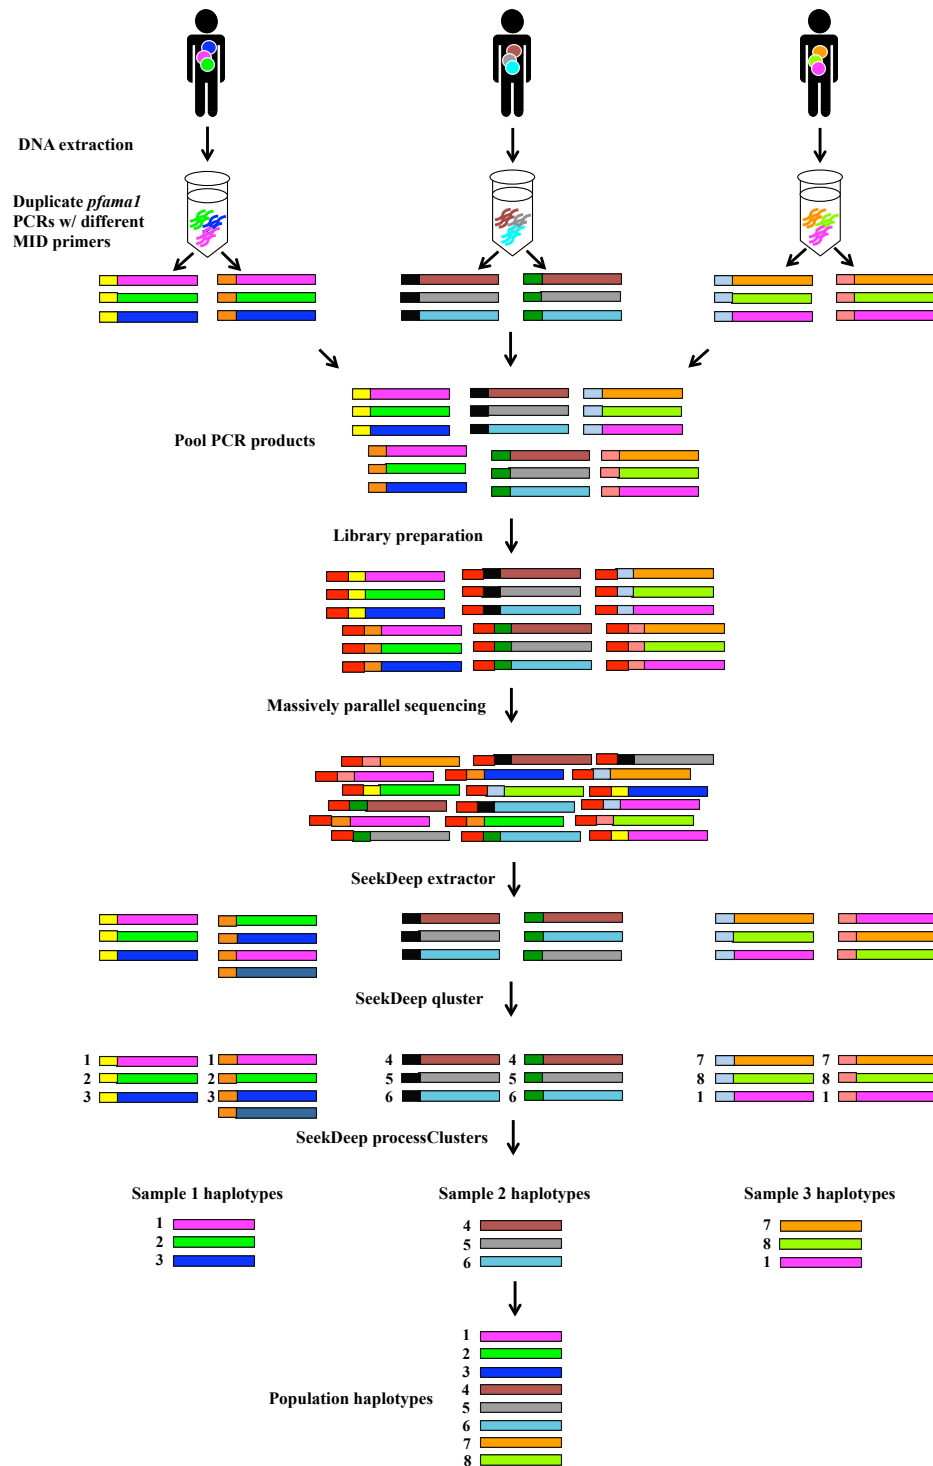 DNA extraction
Duplicate pfama1
PCRs w/ different
MID primers
Pool PCR products
Library preparation
Massively parallel sequencing
SeekDeep extractor
SeekDeep qluster
1 1 4 4 7 7
2 2 5 5 8 8
3 3 6 6 1 1
SeekDeep processClusters
Sample 1 haplotypes Sample 2 haplotypes Sample 3 haplotypes
1 4 7
2 5 8
3 6 1
1
2
3
Population haplotypes 4
5
6
7
8